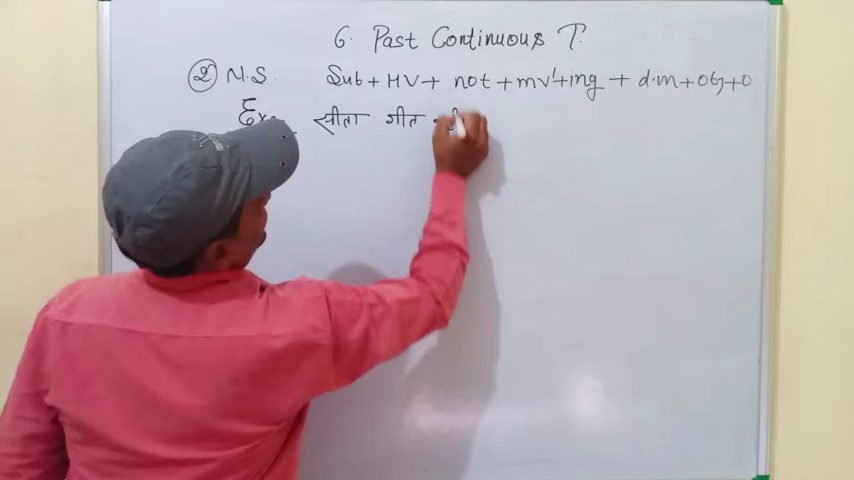 6. Past Continuous T.
② N.S. Sub + HV + not + mv¹+ing + d.m + obj + o
Ex सीता गीत